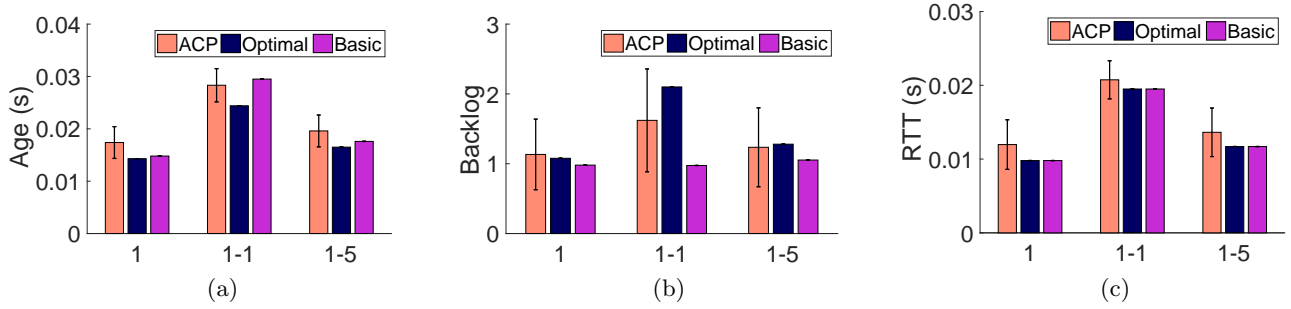 0.04
0.03
0.02
0.01
0
Age (s)
ACP Optimal Basic
1 1-1 1-5
(a)
3
2
1
0
Backlog
ACP Optimal Basic
1 1-1 1-5
(b)
0.03
0.02
0.01
0
RTT (s)
ACP Optimal Basic
1 1-1 1-5
(c)